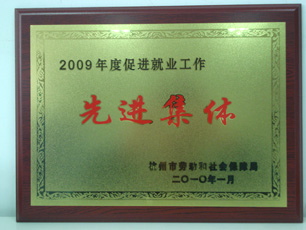 2009年度促进就业工作
先进集体
州市劳动和社会保障局
二〇一〇年一月